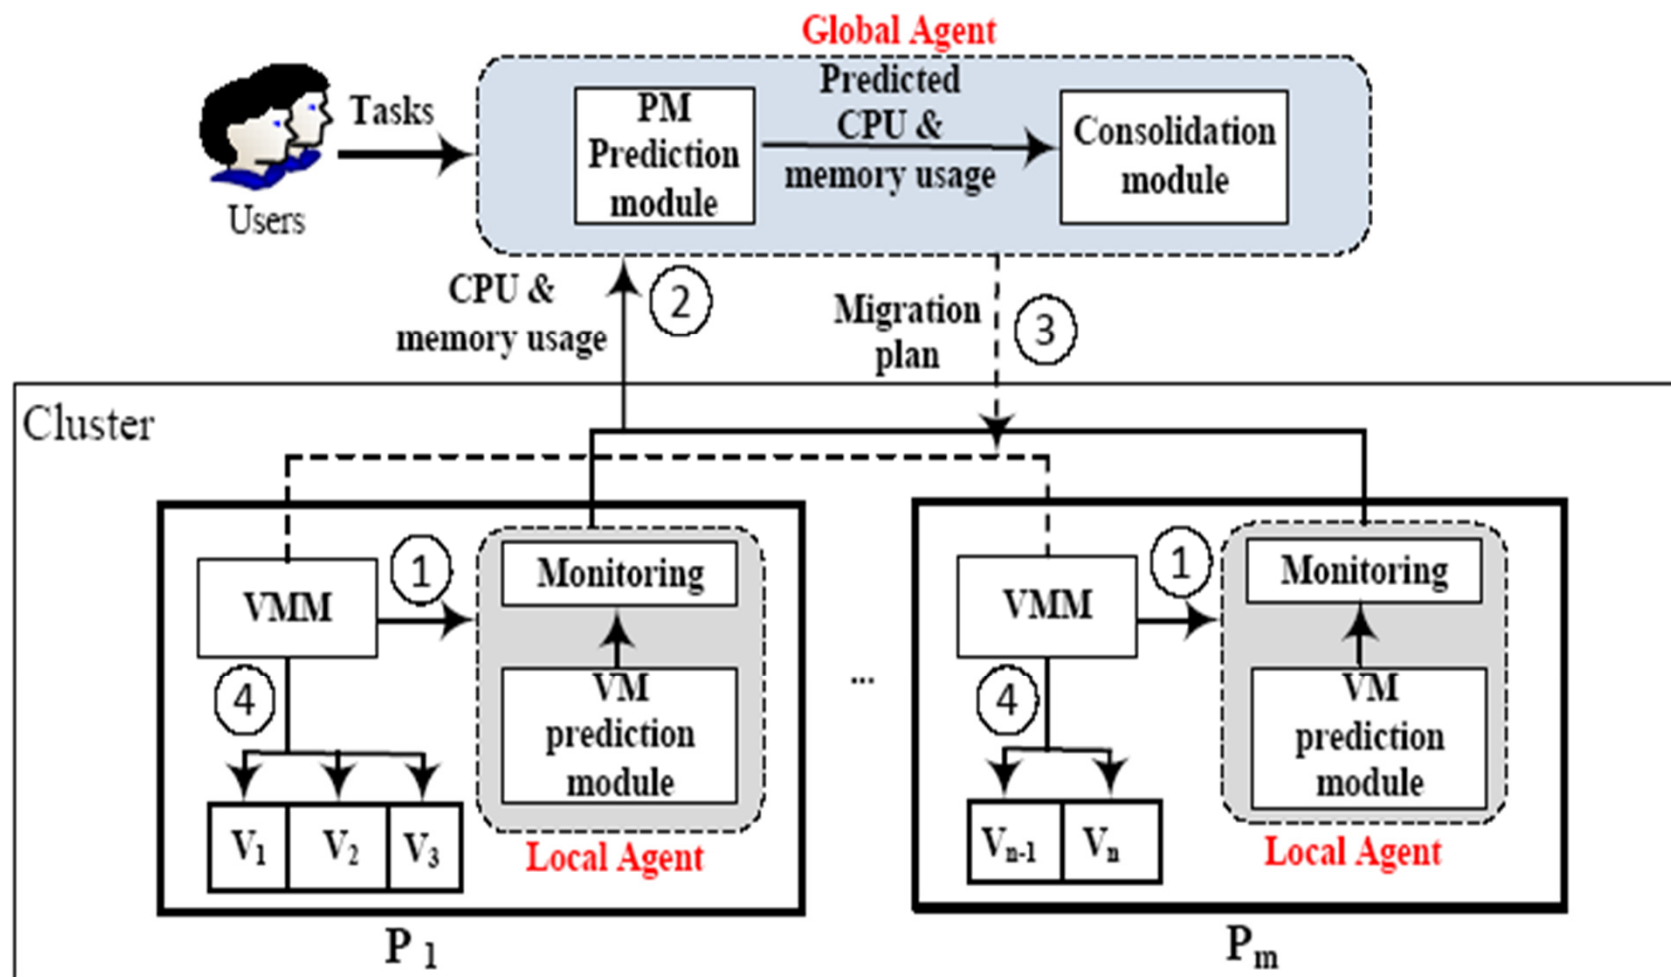 Global Agent
Tasks
Users
PM
Prediction
module
Predicted
CPU &
memory usage
Consolidation
module
CPU &
memory usage
2
Migration
plan
3
Cluster
VMM
1
Monitoring
VM
prediction
module
4
V1 V2 V3
Local Agent
P 1
...
VMM
1
Monitoring
VM
prediction
module
4
Vn-1 Vn
Local Agent
Pm